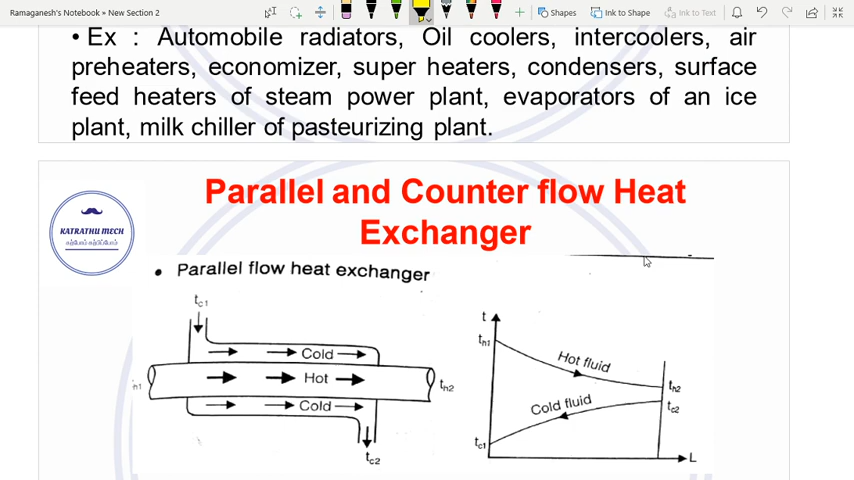 Ramaganesh's Notebook » New Section 2
Shapes
Ink to Shape
Ink to Text
• Ex : Automobile radiators, Oil coolers, intercoolers, air
preheaters, economizer, super heaters, condensers, surface
feed heaters of steam power plant, evaporators of an ice
plant, milk chiller of pasteurizing plant.
KATRATHU MECH
கற்போம் கற்பிப்போம்
Parallel and Counter flow Heat
Exchanger
• Parallel flow heat exchanger
tc1
Cold
h1
Hot
th2
Cold
tc2
t
th1
Hot fluid
th2
Cold fluid
tc2
tc1
L